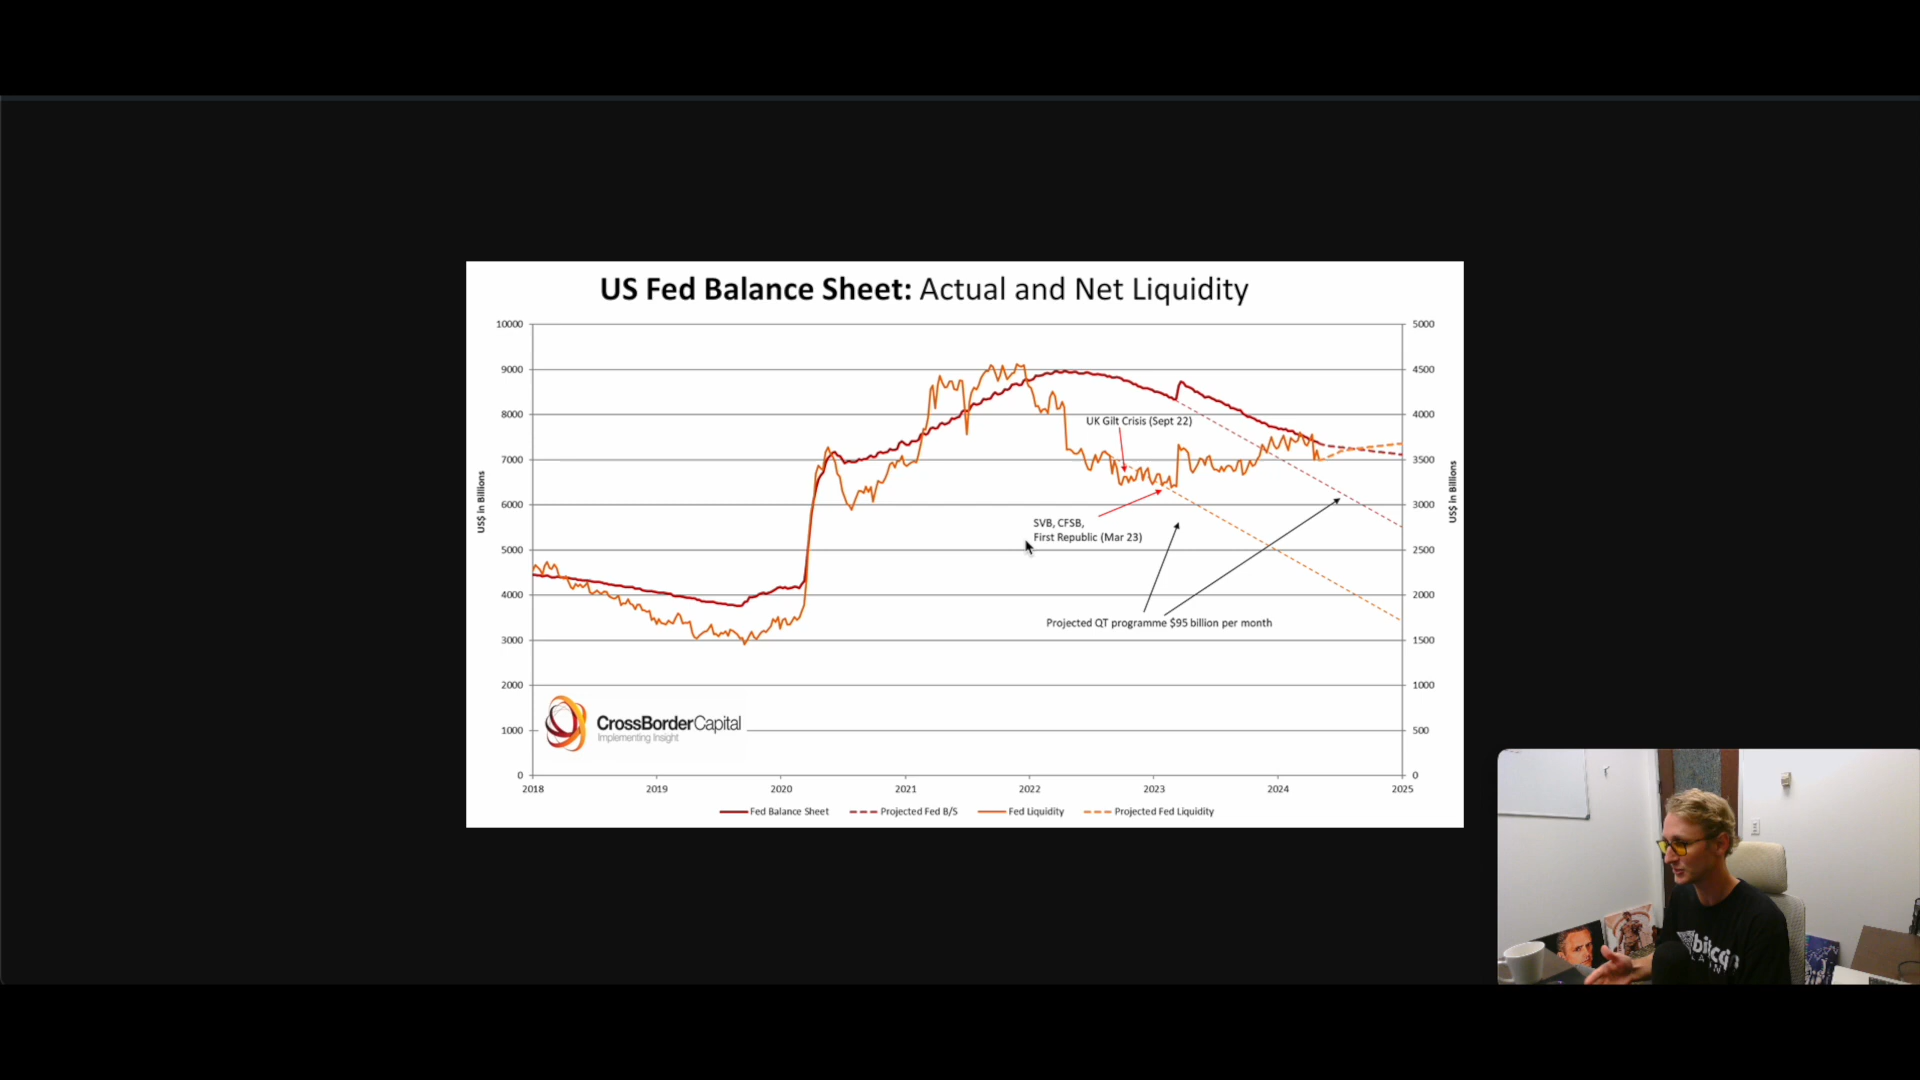 US Fed Balance Sheet: Actual and Net Liquidity
10000
9000
8000
7000
6000
5000
4000
3000
2000
1000
0
5000
4500
4000
3500
3000
2500
2000
1500
1000
500
0
US$ in Billions
US$ in Billions
UK Gilt Crisis (Sept 22)
SVB, CFSB,
First Republic (Mar 23)
Projected QT programme $95 billion per month
CrossBorderCapital
Implementing Insight
2018 2019 2020 2021 2022 2023 2024 2025
Fed Balance Sheet Projected Fed B/S Fed Liquidity Projected Fed Liquidity
bitcoin